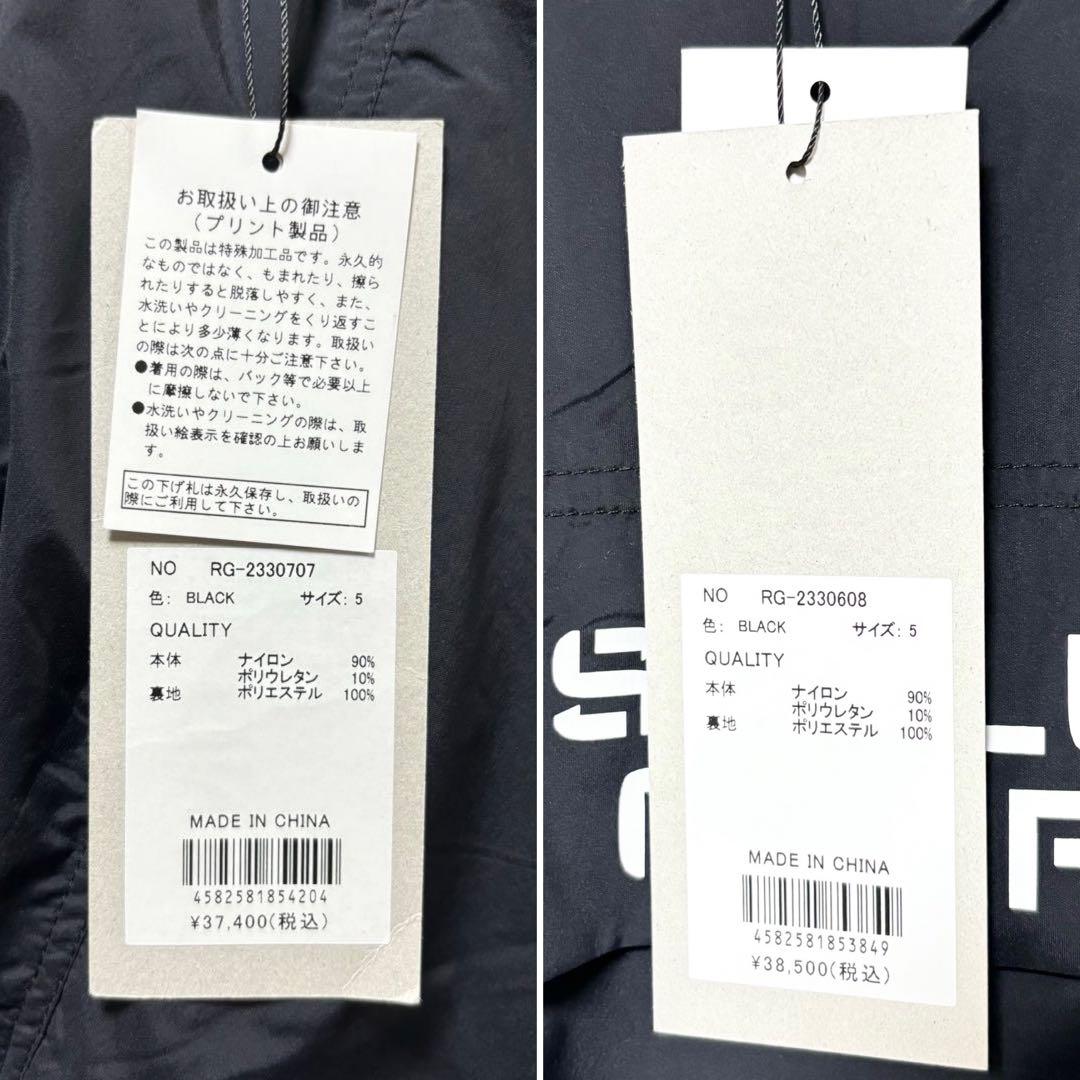 お取扱い上の御注意
（プリント製品）
この製品は特殊加工品です。永久的
なものではなく、もまれたり、擦ら
れたりすると脱落しやすく、また、
水洗いやクリーニングをくり返すこ
とにより多少薄くなります。取扱い
の際は次の点に十分ご注意下さい。
●着用の際は、バック等で必要以上
に摩擦しないで下さい。
●水洗いやクリーニングの際は、取
扱い絵表示を確認の上お願いしま
す。
この下げ札は永久保存し、取扱いの
際にご利用して下さい。
NO RG-2330707
色: BLACK サイズ: 5
QUALITY
本体 ナイロン 90%
ポリウレタン 10%
裏地 ポリエステル 100%
MADE IN CHINA
4582581854204
¥37,400(税込)
NO RG-2330608
色: BLACK サイズ: 5
QUALITY
本体 ナイロン 90%
ポリウレタン 10%
裏地 ポリエステル 100%
MADE IN CHINA
4582581853849
¥38,500(税込)